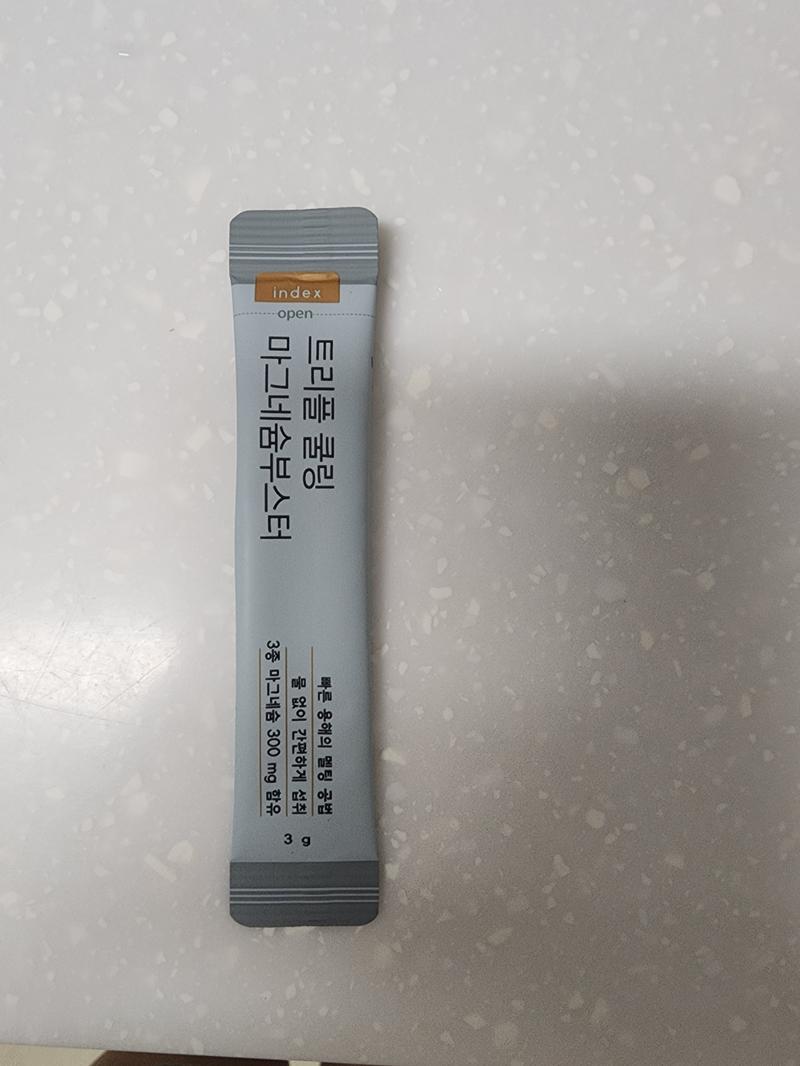 index
open
트리플 쿨링
마그네슘부스터
빠른 용해의 멜팅 공법
물 없이 간편하게 섭취
3종 마그네슘 300 mg 함유
3 g